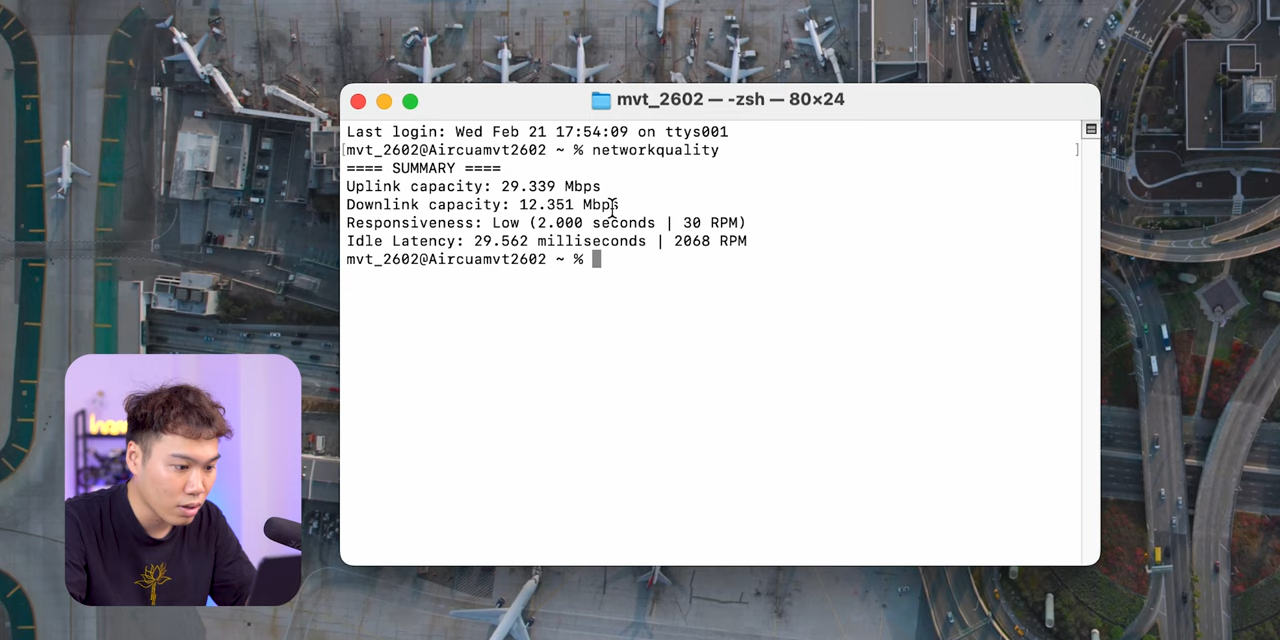 mvt_2602 — -zsh — 80×24
Last login: Wed Feb 21 17:54:09 on ttys001
[mvt_2602@Aircuamvt2602 ~ % networkquality ]
==== SUMMARY ====
Uplink capacity: 29.339 Mbps
Downlink capacity: 12.351 Mbps
Responsiveness: Low (2.000 seconds | 30 RPM)
Idle Latency: 29.562 milliseconds | 2068 RPM
mvt_2602@Aircuamvt2602 ~ %